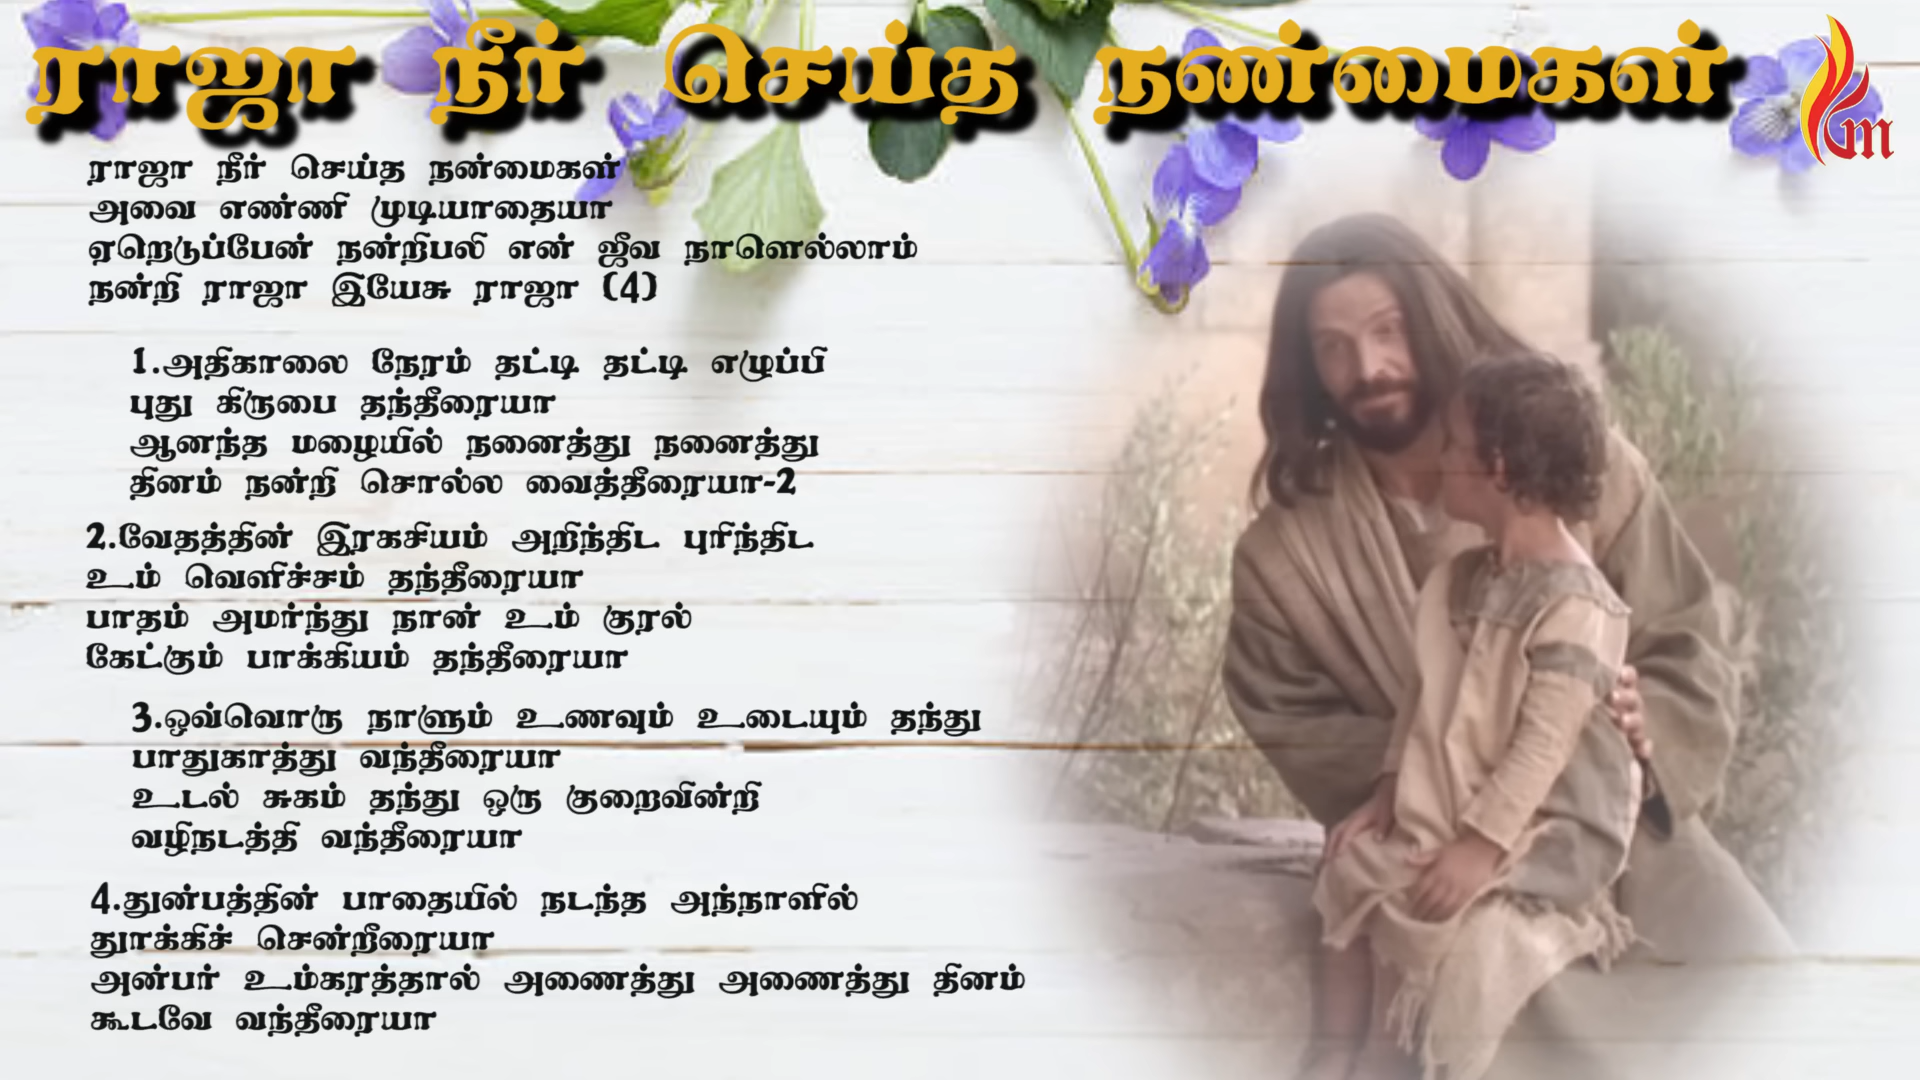 ராஜா நீர் செய்த நண்மைகள்
ராஜா நீர் செய்த நன்மைகள்
அவை எண்ணி முடியாதையா
ஏறெடுப்பேன் நன்றிபலி என் ஜீவ நாளெல்லாம்
நன்றி ராஜா இயேசு ராஜா (4)
1.அதிகாலை நேரம் தட்டி தட்டி எழுப்பி
புது கிருபை தந்தீரையா
ஆனந்த மழையில் நனைத்து நனைத்து
தினம் நன்றி சொல்ல வைத்தீரையா-2
2.வேதத்தின் இரகசியம் அறிந்திட புரிந்திட
உம் வெளிச்சம் தந்தீரையா
பாதம் அமர்ந்து நான் உம் குரல்
கேட்கும் பாக்கியம் தந்தீரையா
3.ஒவ்வொரு நாளும் உணவும் உடையும் தந்து
பாதுகாத்து வந்தீரையா
உடல் சுகம் தந்து ஒரு குறைவின்றி
வழிநடத்தி வந்தீரையா
4.துன்பத்தின் பாதையில் நடந்த அந்நாளில்
துாக்கிச் சென்றீரையா
அன்பர் உம்கரத்தால் அணைத்து அணைத்து தினம்
கூடவே வந்தீரையா